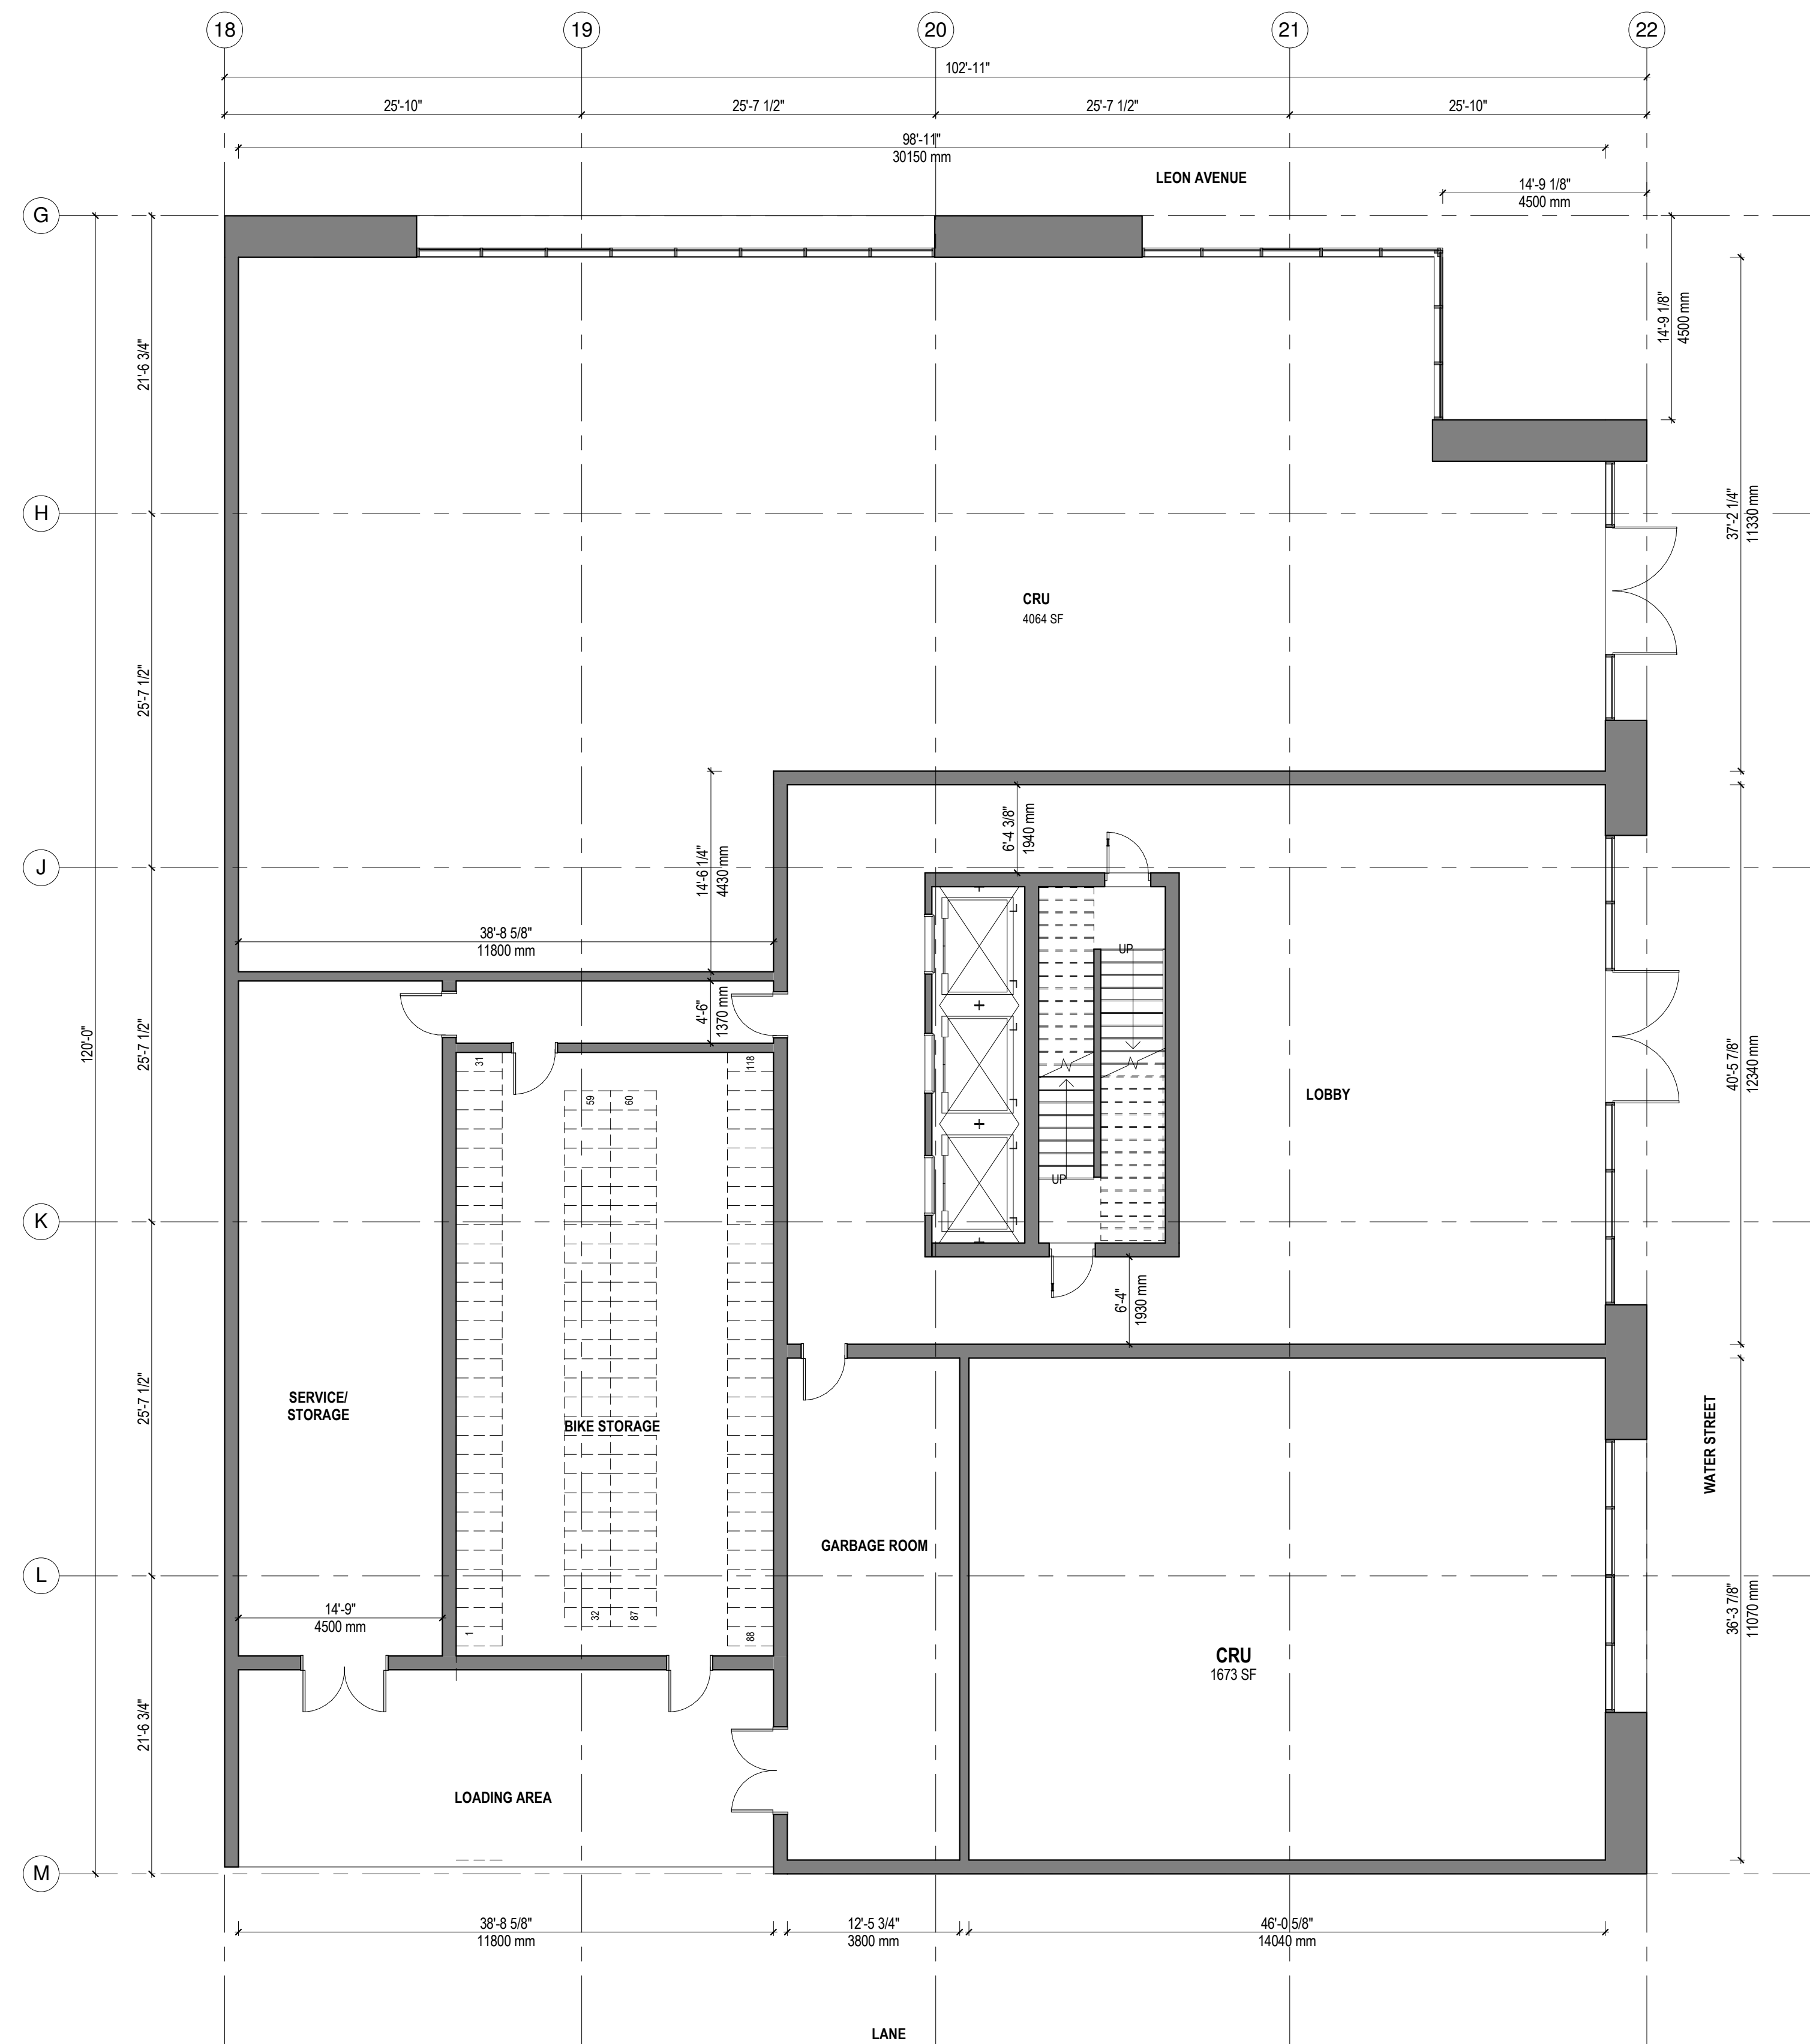 18
19
20
21
22
102'-11"
25'-10"
25'-7 1/2"
25'-7 1/2"
25'-10"
98'-11"
30150 mm
LEON AVENUE
14'-9 1/8"
4500 mm
G
14'-9 1/8"
4500 mm
21'-6 3/4"
H
37'-2 1/4"
11330 mm
CRU
4064 SF
25'-7 1/2"
6'-4 3/8"
1940 mm
J
14'-6 1/4"
4430 mm
38'-8 5/8"
11800 mm
UP
4'-6"
1370 mm
120'-0"
25'-7 1/2"
40'-5 7/8"
12340 mm
31
118
59
60
LOBBY
UP
K
6'-4"
1930 mm
25'-7 1/2"
SERVICE/
STORAGE
BIKE STORAGE
WATER STREET
GARBAGE ROOM
L
14'-9"
4500 mm
32
87
1
88
36'-3 7/8"
11070 mm
CRU
1673 SF
21'-6 3/4"
LOADING AREA
M
38'-8 5/8"
11800 mm
12'-5 3/4"
3800 mm
46'-0 5/8"
14040 mm
LANE